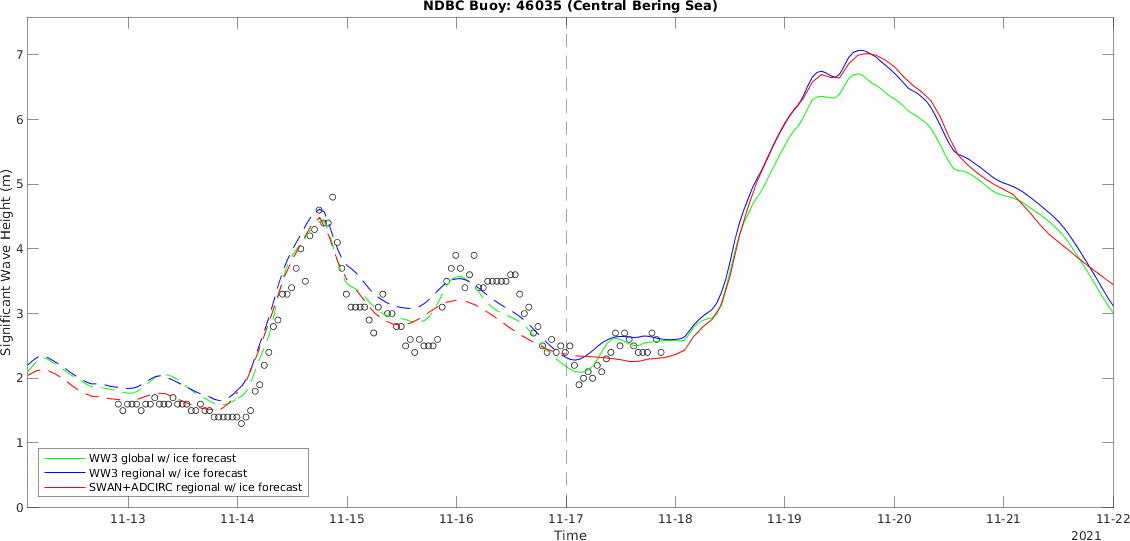 NDBC Buoy: 46035 (Central Bering Sea)
Significant Wave Height (m)
7
6
5
4
3
2
1
0
WW3 global w/ ice forecast
WW3 regional w/ ice forecast
SWAN+ADCIRC regional w/ ice forecast
11-13 11-14 11-15 11-16 11-17 11-18 11-19 11-20 11-21 11-22
Time
2021